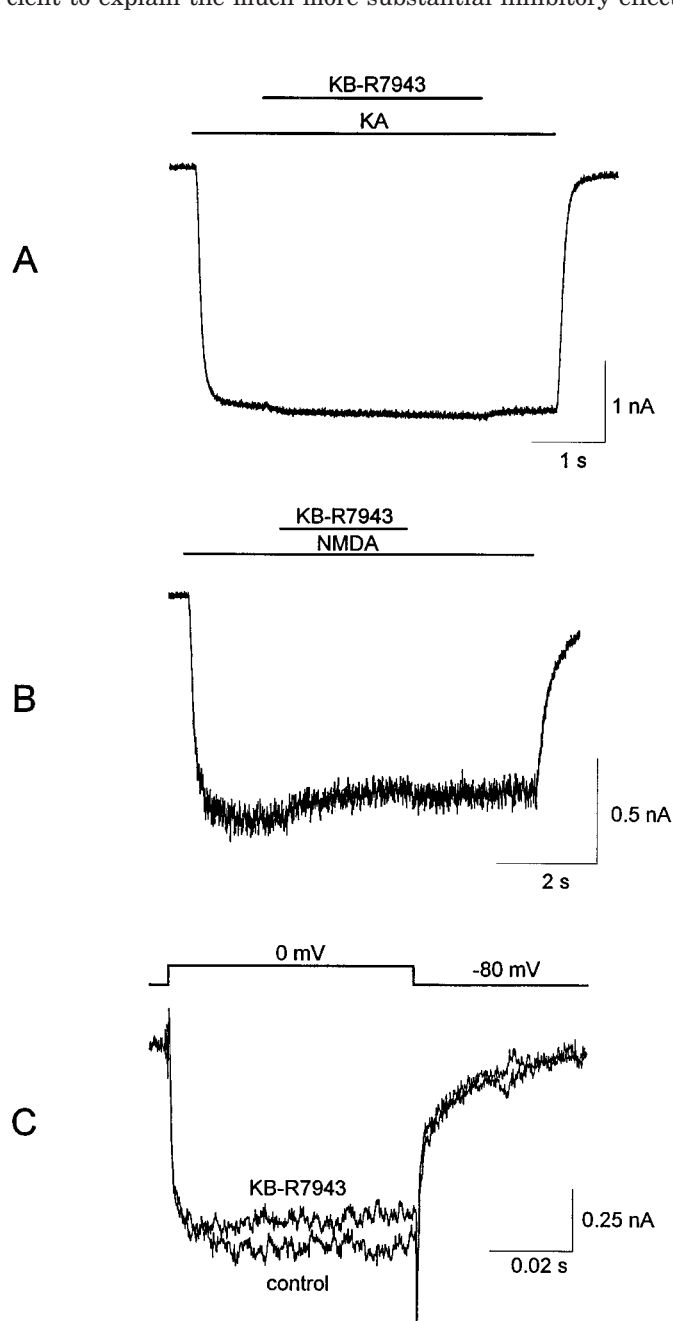 cient to explain the much more substantial inhibitory effect
KB-R7943
KA
A
1 nA
1 s
KB-R7943
NMDA
B
0.5 nA
2 s
0 mV
-80 mV
C
KB-R7943
control
0.25 nA
0.02 s